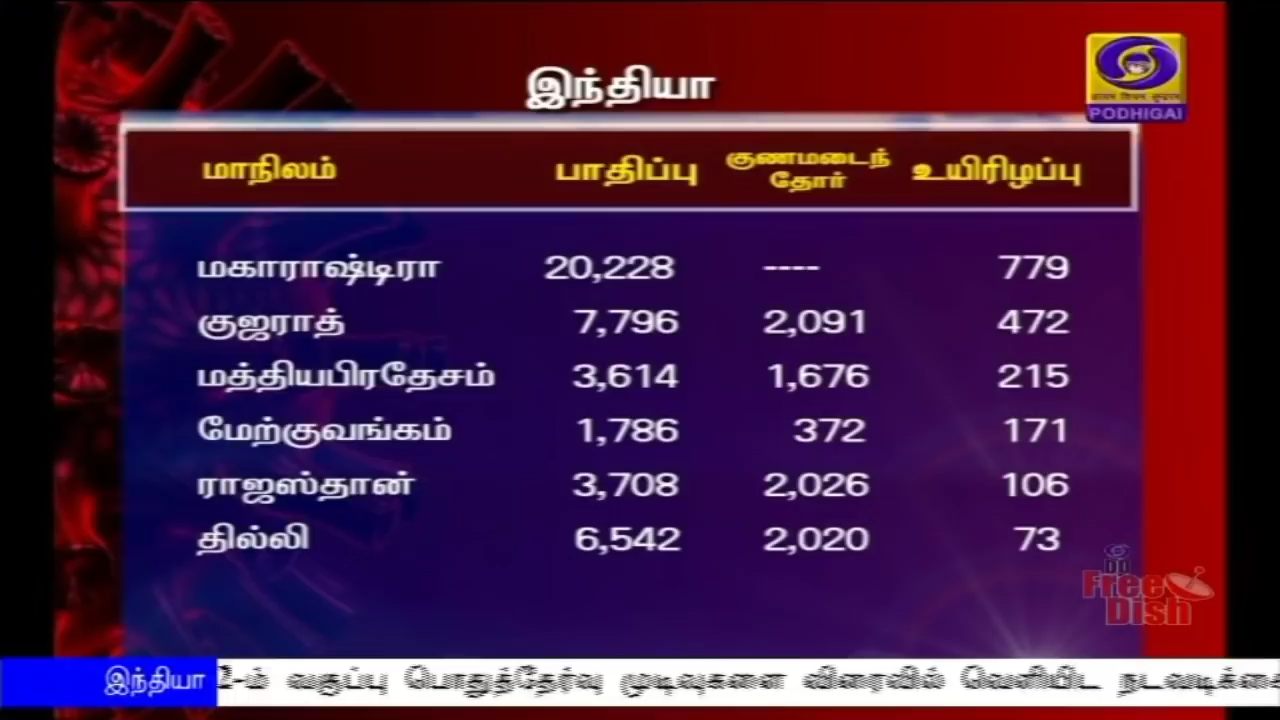 இந்தியா
PODHIGAI
மாநிலம் பாதிப்பு குணமடைந் தோர் உயிரிழப்பு
மகாராஷ்டிரா 20,228 ---- 779
குஜராத் 7,796 2,091 472
மத்தியபிரதேசம் 3,614 1,676 215
மேற்குவங்கம் 1,786 372 171
ராஜஸ்தான் 3,708 2,026 106
தில்லி 6,542 2,020 73
DD
Free
Dish
இந்தியா 2-ம் வகுப்பு பொதுத்தேர்வு முடிவுகளை விரைவில் வெளியிட